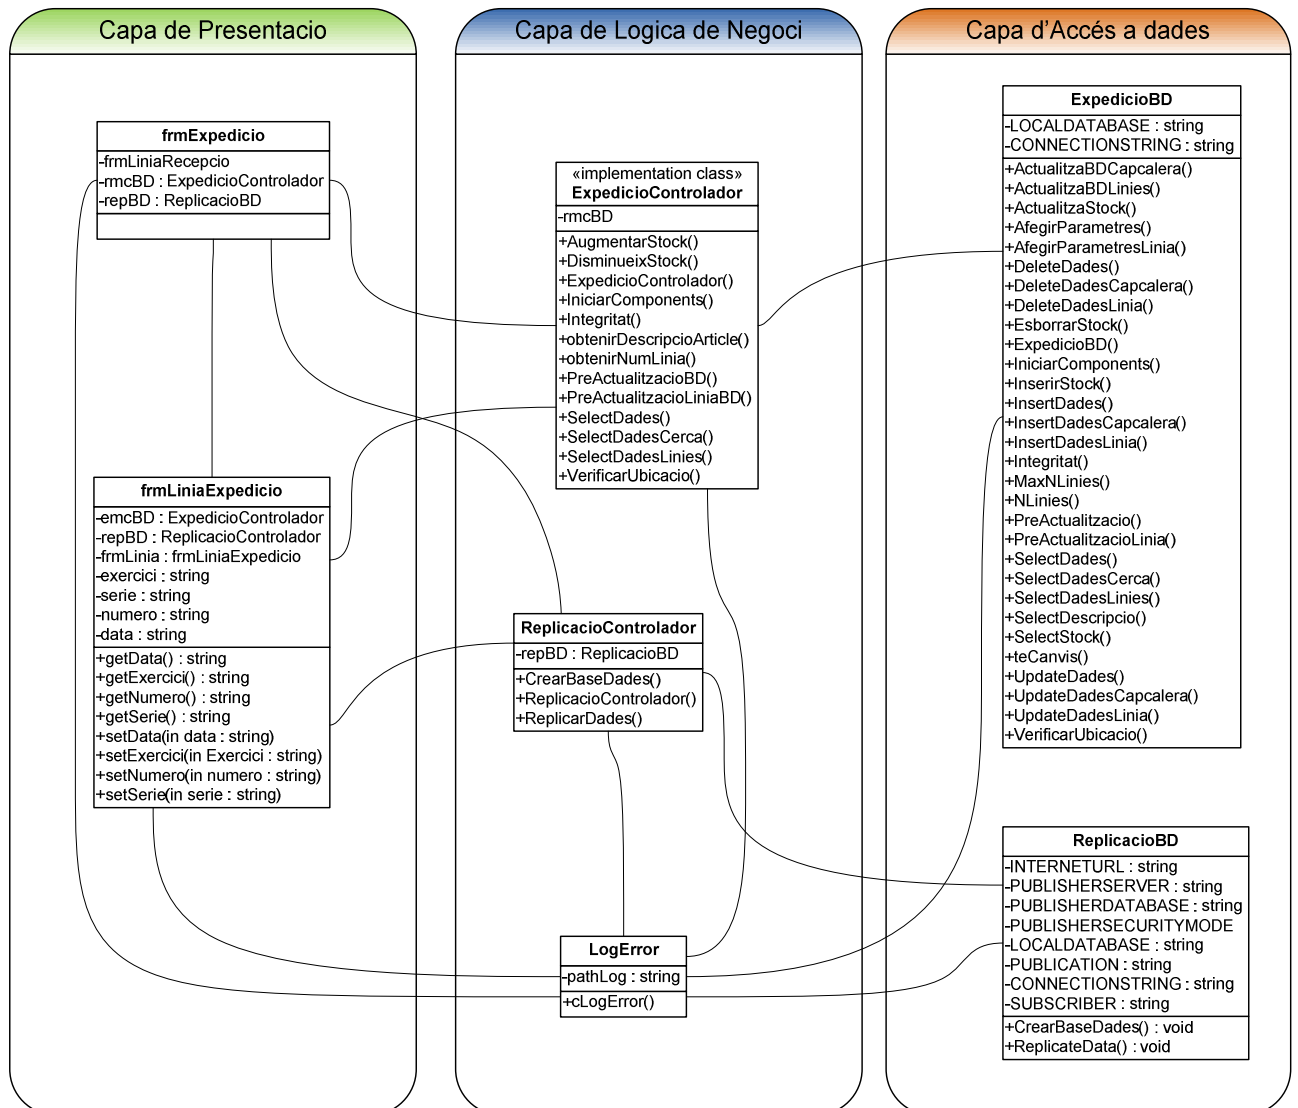 Capa de Presentacio
Capa de Logica de Negoci
Capa d'Accés a dades
frmExpedicio
-frmLiniaRecepcio
-rmcBD : ExpedicioControlador
-repBD : ReplicacioBD
frmLiniaExpedicio
-emcBD : ExpedicioControlador
-repBD : ReplicacioControlador
-frmLinia : frmLiniaExpedicio
-exercici : string
-serie : string
-numero : string
-data : string
+getData() : string
+getExercici() : string
+getNumero() : string
+getSerie() : string
+setData(in data : string)
+setExercici(in Exercici : string)
+setNumero(in numero : string)
+setSerie(in serie : string)
«implementation class»
ExpedicioControlador
-rmcBD
+AugmentarStock()
+DisminueixStock()
+ExpedicioControlador()
+IniciarComponents()
+Integritat()
+obtenirDescripcioArticle()
+obtenirNumLinia()
+PreActualitzacioBD()
+PreActualitzacioLiniaBD()
+SelectDades()
+SelectDadesCerca()
+SelectDadesLinies()
+VerificarUbicacio()
ReplicacioControlador
-repBD : ReplicacioBD
+CrearBaseDades()
+ReplicacioControlador()
+ReplicarDades()
LogError
-pathLog : string
+cLogError()
ExpedicioBD
-LOCALDATABASE : string
-CONNECTIONSTRING : string
+ActualitzaBDCapcalera()
+ActualitzaBDLinies()
+ActualitzaStock()
+AfegirParametres()
+AfegirParametresLinia()
+DeleteDades()
+DeleteDadesCapcalera()
+DeleteDadesLinia()
+EsborrarStock()
+ExpedicioBD()
+IniciarComponents()
+InserirStock()
+InsertDades()
+InsertDadesCapcalera()
+InsertDadesLinia()
+Integritat()
+MaxNLinies()
+NLinies()
+PreActualitzacio()
+PreActualitzacioLinia()
+SelectDades()
+SelectDadesCerca()
+SelectDadesLinies()
+SelectDescripcio()
+SelectStock()
+teCanvis()
+UpdateDades()
+UpdateDadesCapcalera()
+UpdateDadesLinia()
+VerificarUbicacio()
ReplicacioBD
-INTERNETURL : string
-PUBLISHERSERVER : string
-PUBLISHERDATABASE : string
-PUBLISHERSECURITYMODE
-LOCALDATABASE : string
-PUBLICATION : string
-CONNECTIONSTRING : string
-SUBSCRIBER : string
+CrearBaseDades() : void
+ReplicateData() : void